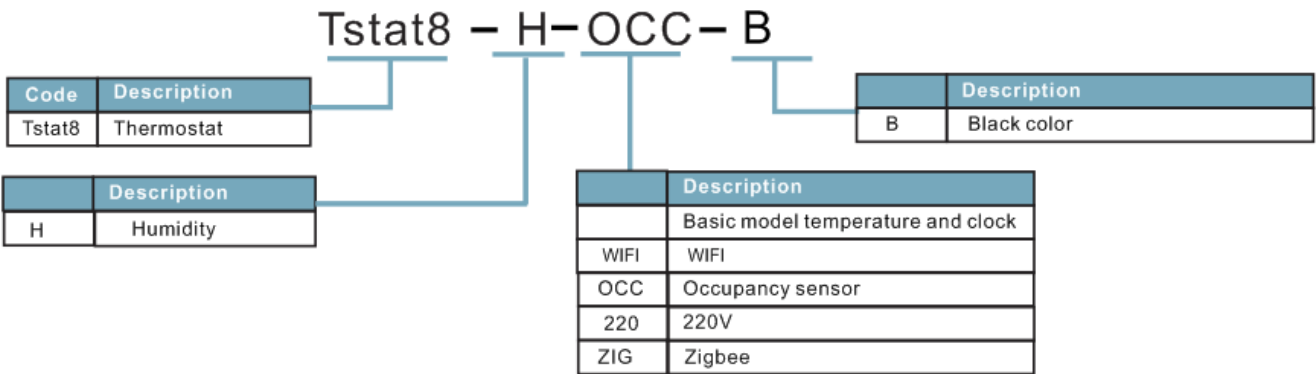 Tstat8 – H–OCC– B
Code Description
Tstat8 Thermostat
Description
H Humidity
Description
Basic model temperature and clock
WIFI WIFI
OCC Occupancy sensor
220 220V
ZIG Zigbee
Description
B Black color